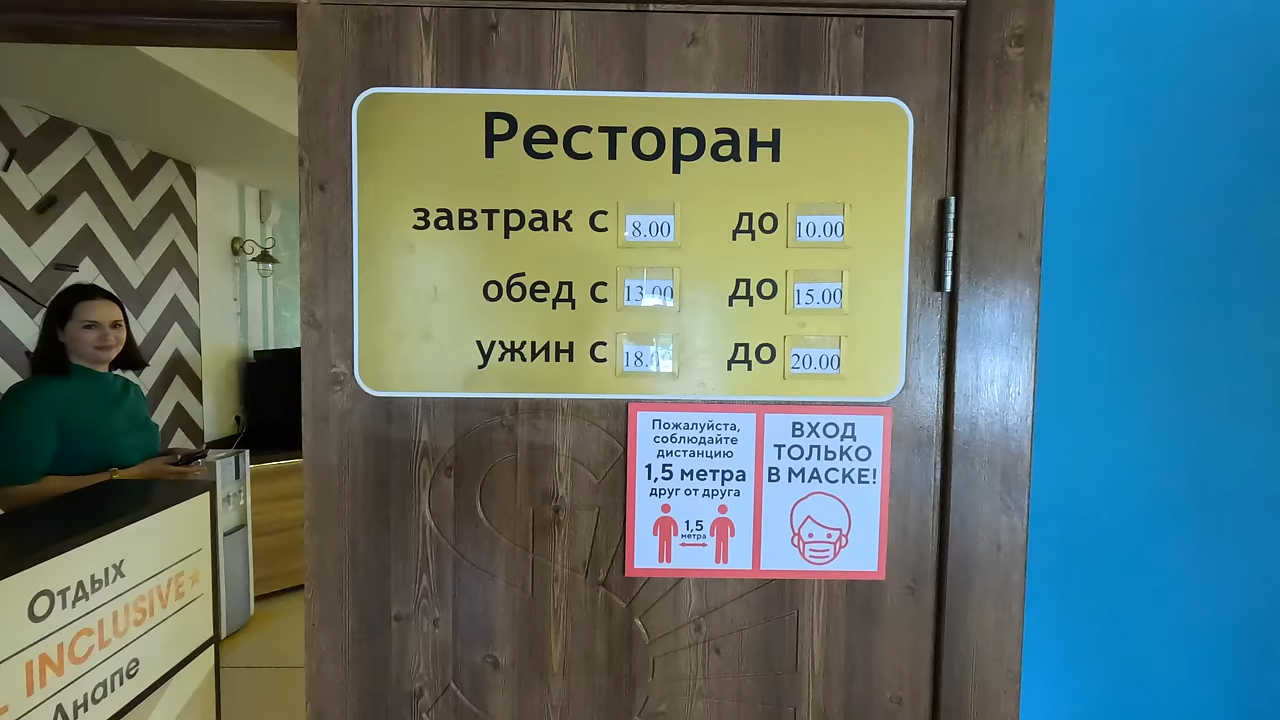 Ресторан
завтрак с 8.00 до 10.00
обед с 13.00 до 15.00
ужин с 18. до 20.00
Пожалуйста,
соблюдайте
дистанцию
1,5 метра
друг от друга
1,5
метра
ВХОД
ТОЛЬКО
В МАСКЕ!
Отдых
INCLUSIVE
Анапе